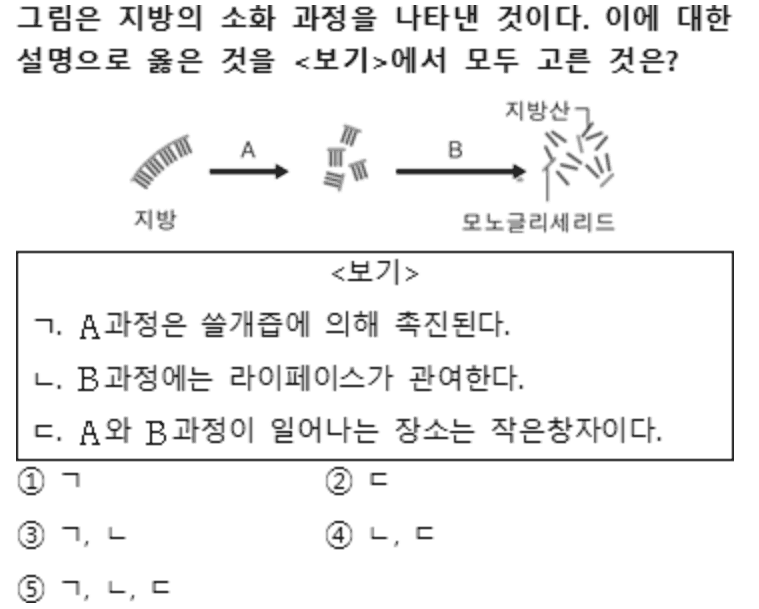 그림은 지방의 소화 과정을 나타낸 것이다. 이에 대한
설명으로 옳은 것을 <보기>에서 모두 고른 것은?
지방산
A
B
지방
모노글리세리드
<보기>
ㄱ. A과정은 쓸개즙에 의해 촉진된다.
ㄴ. B과정에는 라이페이스가 관여한다.
ㄷ. A와 B과정이 일어나는 장소는 작은창자이다.
① ㄱ
② ㄷ
③ ㄱ, ㄴ
④ ㄴ, ㄷ
⑤ ㄱ, ㄴ, ㄷ